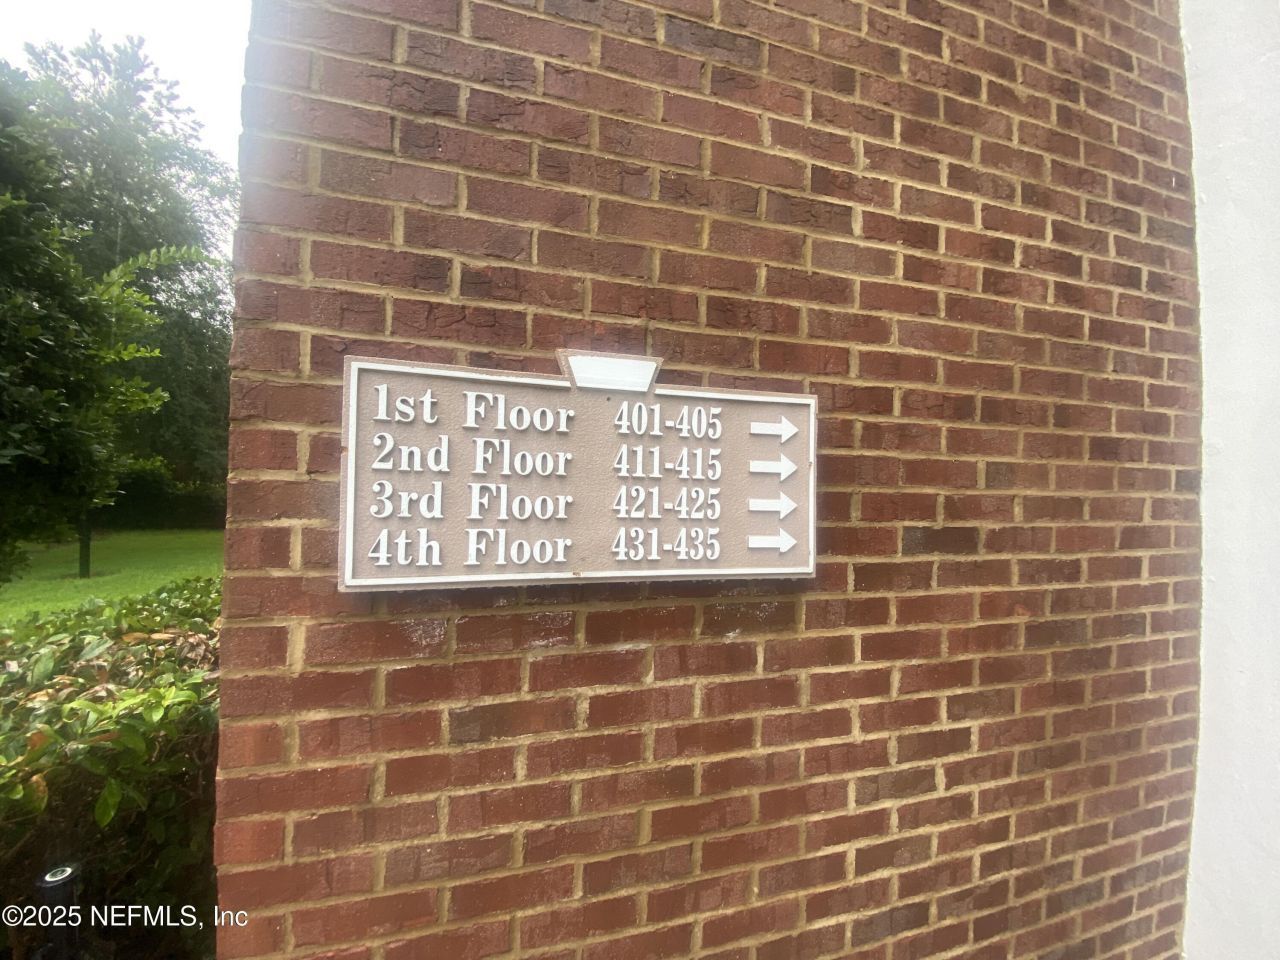 1st Floor 401-405 →
2nd Floor 411-415 →
3rd Floor 421-425 →
4th Floor 431-435 →
©2025 NEFMLS, Inc